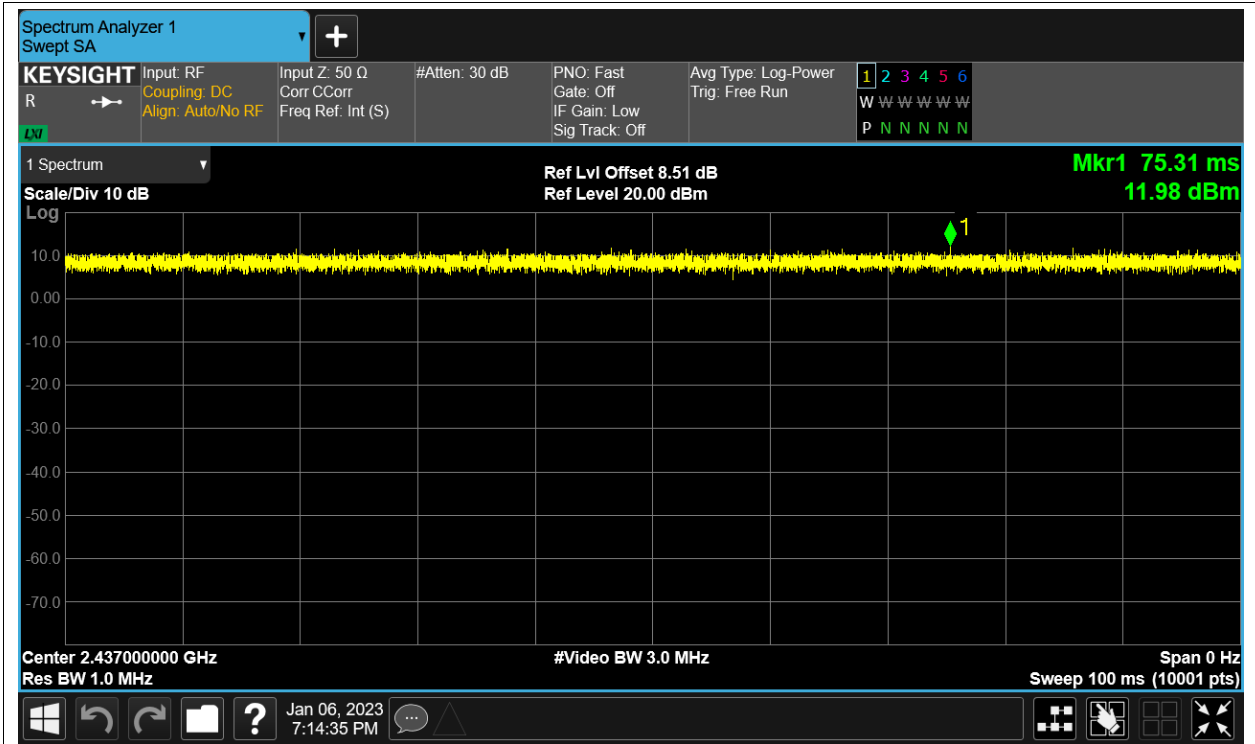 Spectrum Analyzer 1
Swept SA
KEYSIGHT
R
LXI
Input: RF
Coupling: DC
Align: Auto/No RF
Input Z: 50 Ω
Corr CCorr
Freq Ref: Int (S)
#Atten: 30 dB
PNO: Fast
Gate: Off
IF Gain: Low
Sig Track: Off
Avg Type: Log-Power
Trig: Free Run
1 2 3 4 5 6
W W W W W W
P N N N N N
1 Spectrum
Scale/Div 10 dB
Log
Ref Lvl Offset 8.51 dB
Ref Level 20.00 dBm
Mkr1 75.31 ms
11.98 dBm
1
10.0
0.00
-10.0
-20.0
-30.0
-40.0
-50.0
-60.0
-70.0
Center 2.437000000 GHz
Res BW 1.0 MHz
#Video BW 3.0 MHz
Span 0 Hz
Sweep 100 ms (10001 pts)
?
Jan 06, 2023
7:14:35 PM